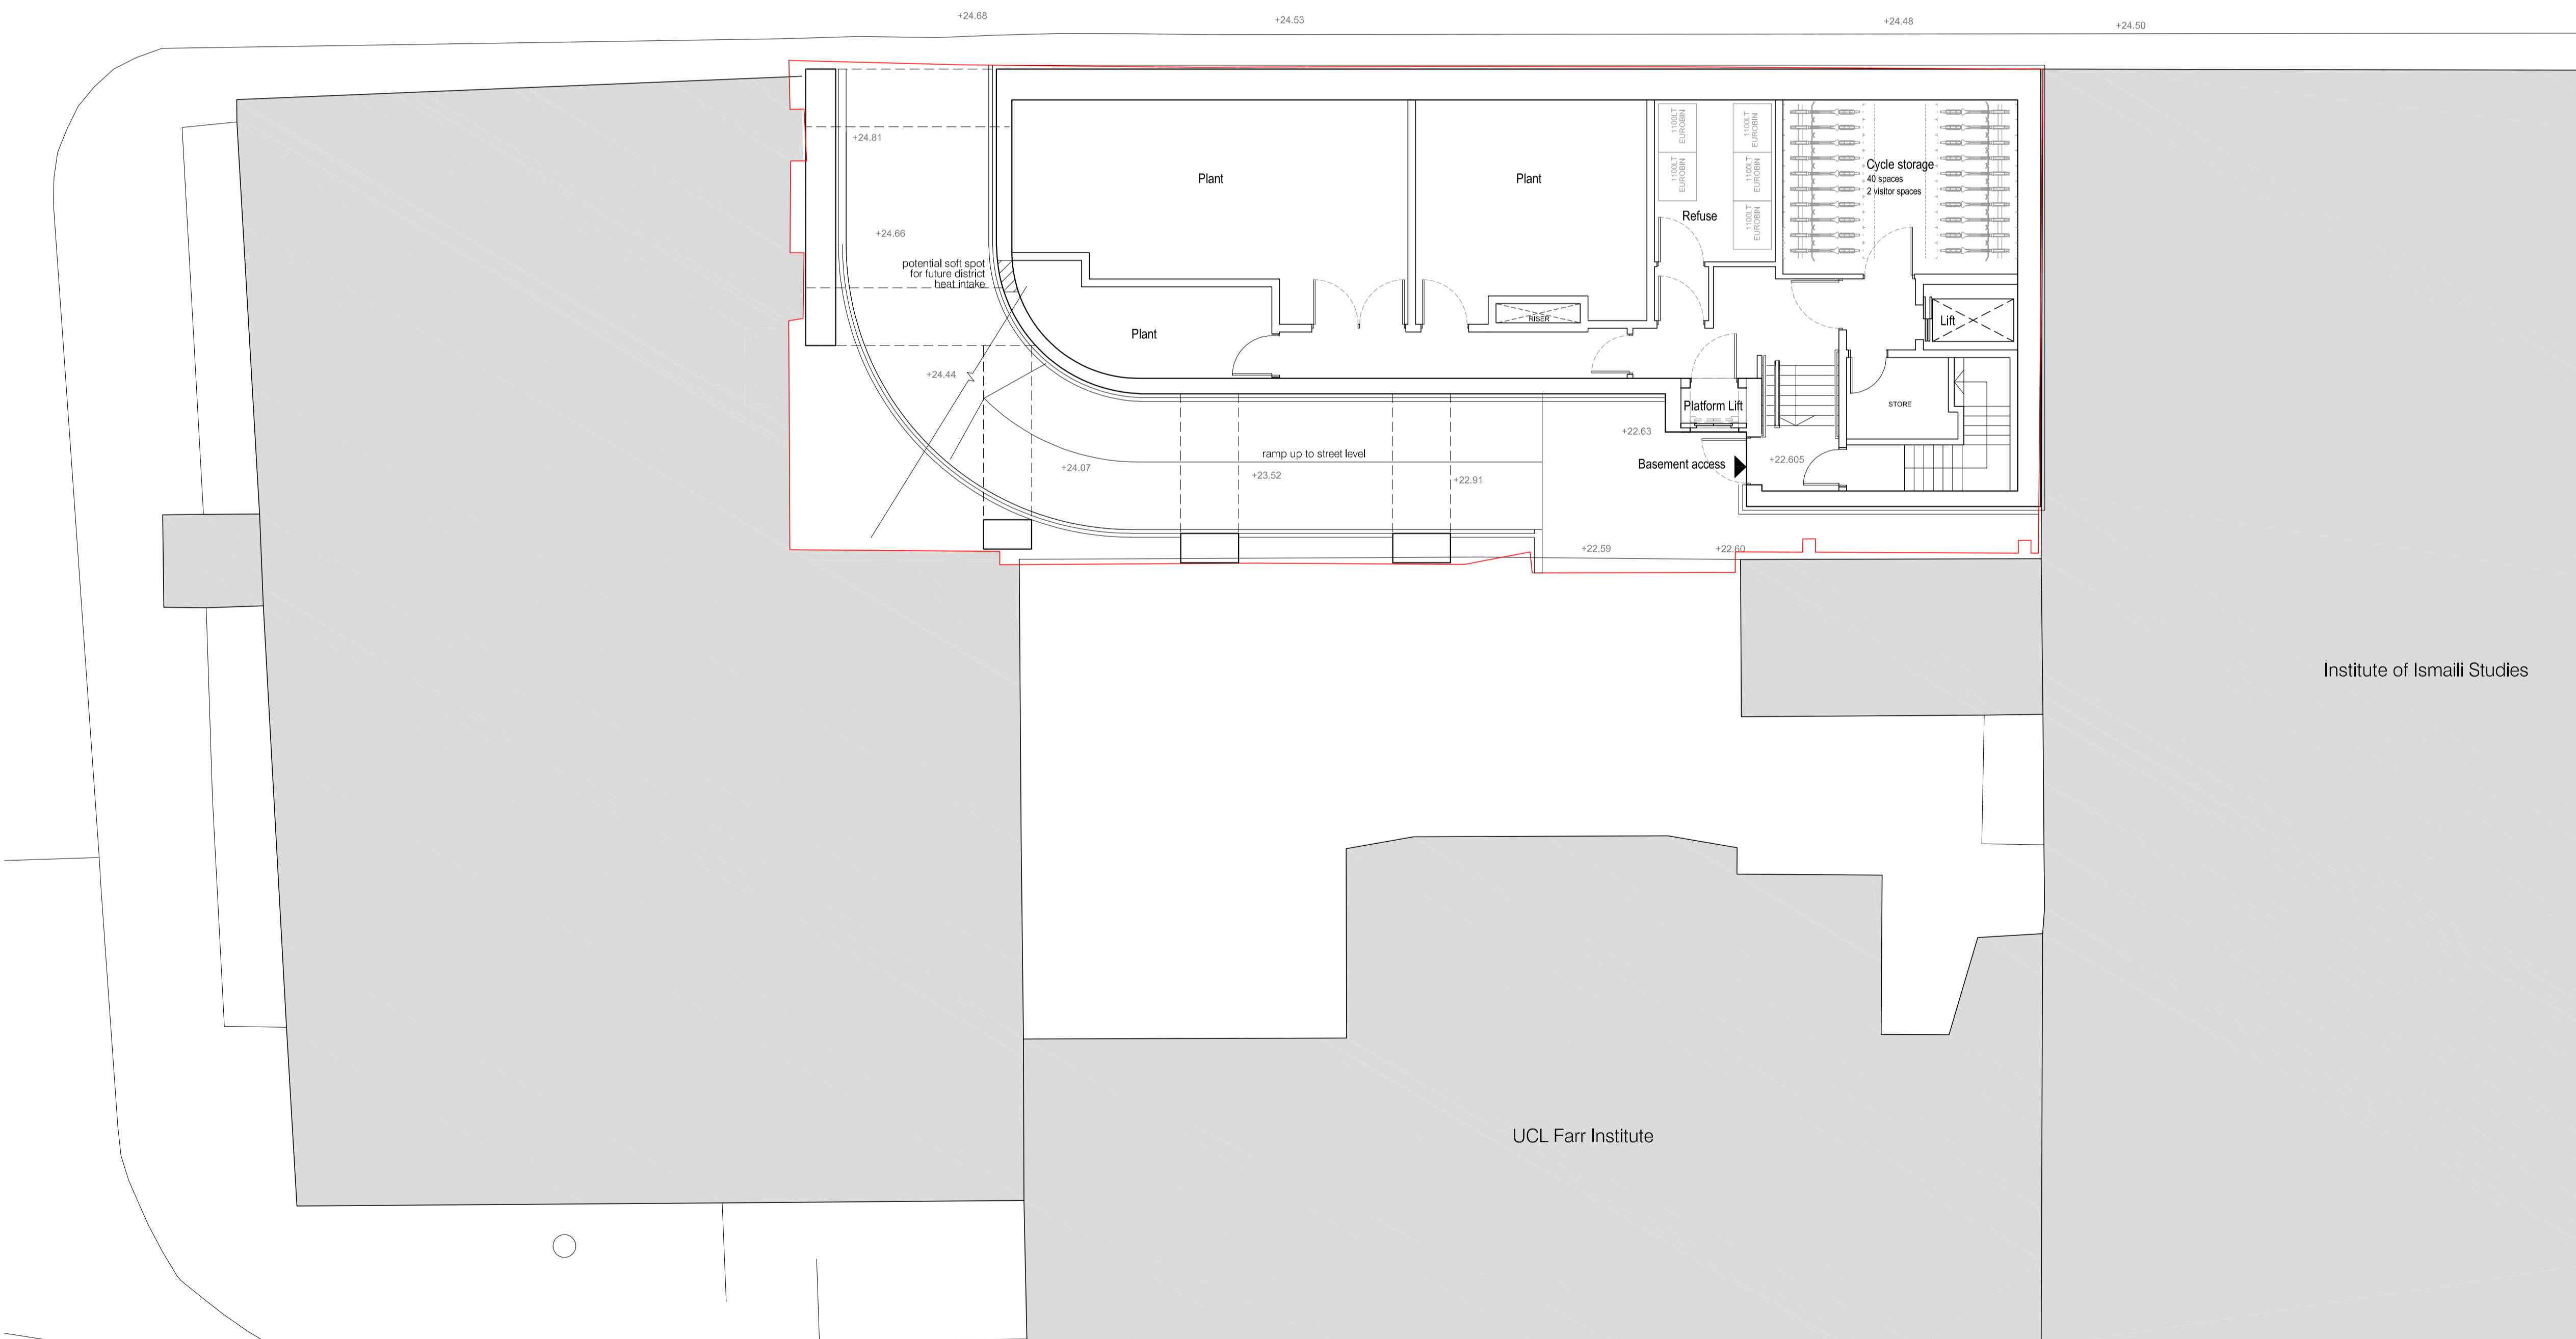 +24.68
+24.53
+24.48
+24.50
+24.81
1100LT
EUROBIN
1100LT
EUROBIN
1100LT
EUROBIN
1100LT
EUROBIN
1100LT
EUROBIN
Cycle storage
40 spaces
2 visitor spaces
Plant
Plant
Refuse
+24.66
potential soft spot
for future district
heat intake
RISER
Lift
Plant
+24.44
Platform Lift
STORE
+22.63
ramp up to street level
Basement access
+22.605
+24.07
+23.52
+22.91
+22.59
+22.60
Institute of Ismaili Studies
UCL Farr Institute